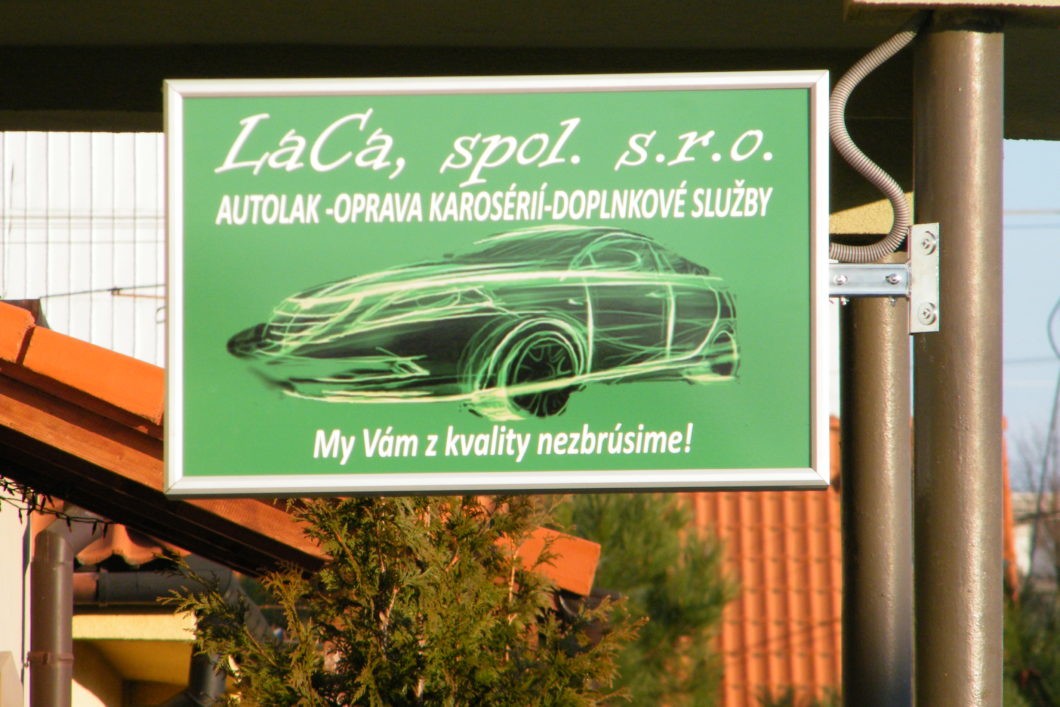 LaCa, spol. s.r.o.
AUTOLAK -OPRAVA KAROSÉRIÍ-DOPLNKOVÉ SLUŽBY
My Vám z kvality nezbrúsime!